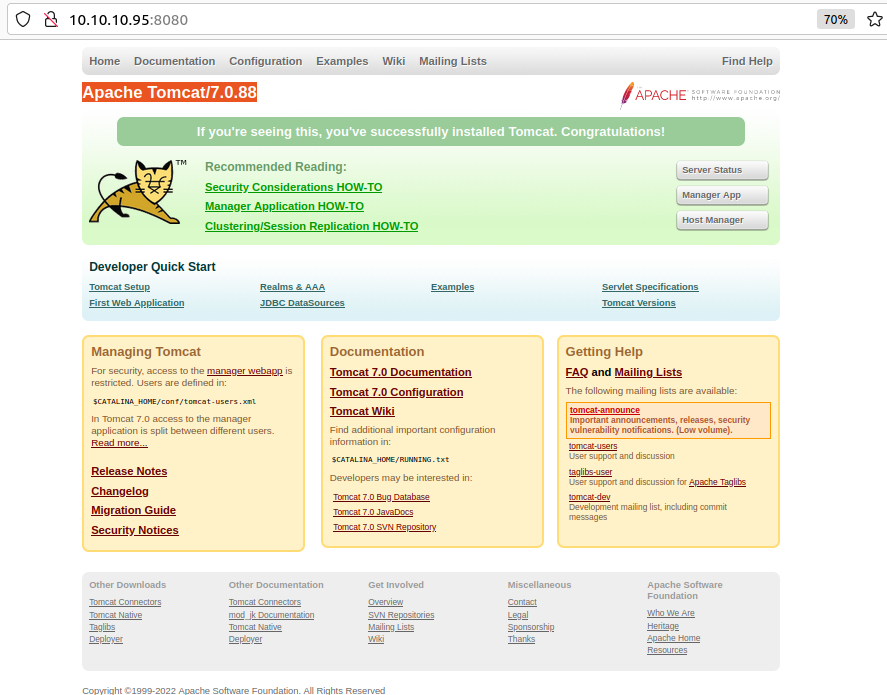 10.10.10.95:8080
70%
Home Documentation Configuration Examples Wiki Mailing Lists Find Help
Apache Tomcat/7.0.88
APACHE SOFTWARE FOUNDATION
http://www.apache.org/
If you're seeing this, you've successfully installed Tomcat. Congratulations!
TM
Recommended Reading:
Security Considerations HOW-TO
Manager Application HOW-TO
Clustering/Session Replication HOW-TO
Server Status
Manager App
Host Manager
Developer Quick Start
Tomcat Setup
First Web Application
Realms & AAA
JDBC DataSources
Examples
Servlet Specifications
Tomcat Versions
Managing Tomcat
For security, access to the manager webapp is
restricted. Users are defined in:
$CATALINA_HOME/conf/tomcat-users.xml
In Tomcat 7.0 access to the manager
application is split between different users.
Read more...
Release Notes
Changelog
Migration Guide
Security Notices
Documentation
Tomcat 7.0 Documentation
Tomcat 7.0 Configuration
Tomcat Wiki
Find additional important configuration
information in:
$CATALINA_HOME/RUNNING.txt
Developers may be interested in:
Tomcat 7.0 Bug Database
Tomcat 7.0 JavaDocs
Tomcat 7.0 SVN Repository
Getting Help
FAQ and Mailing Lists
The following mailing lists are available:
tomcat-announce
Important announcements, releases, security
vulnerability notifications. (Low volume).
tomcat-users
User support and discussion
taglibs-user
User support and discussion for Apache Taglibs
tomcat-dev
Development mailing list, including commit
messages
Other Downloads
Tomcat Connectors
Tomcat Native
Taglibs
Deployer
Other Documentation
Tomcat Connectors
mod_jk Documentation
Tomcat Native
Deployer
Get Involved
Overview
SVN Repositories
Mailing Lists
Wiki
Miscellaneous
Contact
Legal
Sponsorship
Thanks
Apache Software
Foundation
Who We Are
Heritage
Apache Home
Resources
Copyright ©1999-2022 Apache Software Foundation. All Rights Reserved